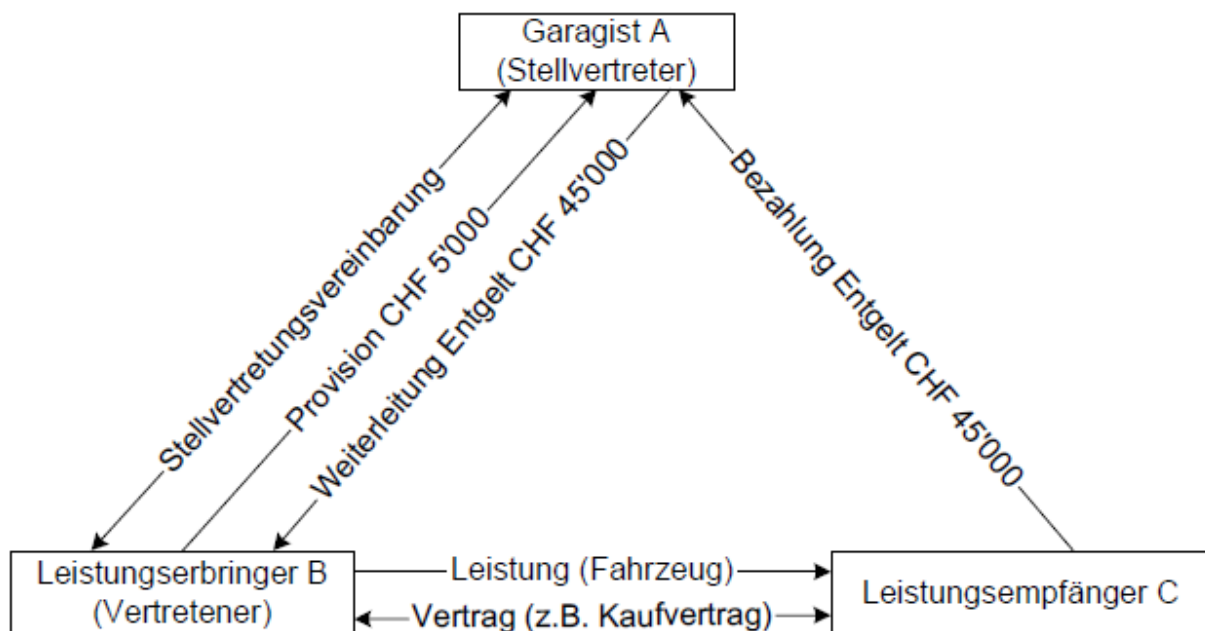 Garagist A
(Stellvertreter)
Stellvertretungsvereinbarung
Provision CHF 5'000
Weiterleitung Entgelt CHF 45'000
Bezahlung Entgelt CHF 45'000
Leistungserbringer B
(Vertretener)
Leistung (Fahrzeug)
Vertrag (z.B. Kaufvertrag)
Leistungsempfänger C